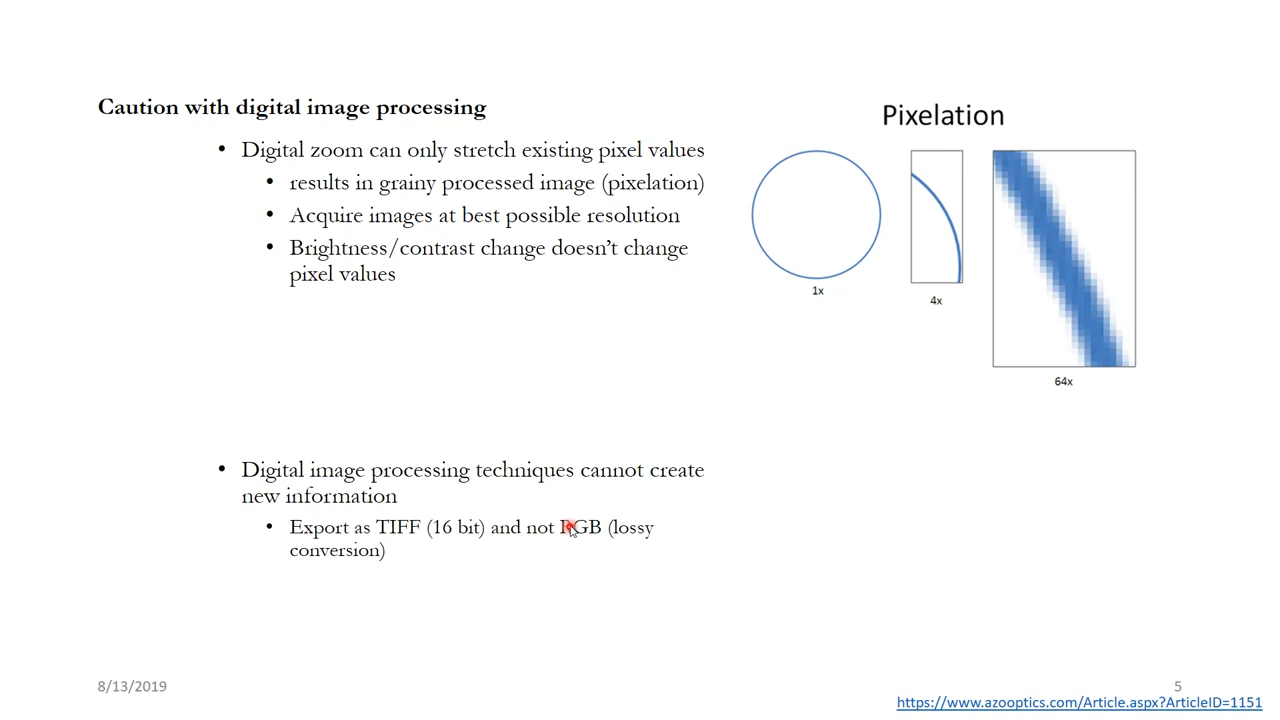 Caution with digital image processing
• Digital zoom can only stretch existing pixel values
• results in grainy processed image (pixelation)
• Acquire images at best possible resolution
• Brightness/contrast change doesn’t change
pixel values
• Digital image processing techniques cannot create
new information
• Export as TIFF (16 bit) and not RGB (lossy
conversion)
Pixelation
1x
4x
64x
8/13/2019
5
https://www.azooptics.com/Article.aspx?ArticleID=1151